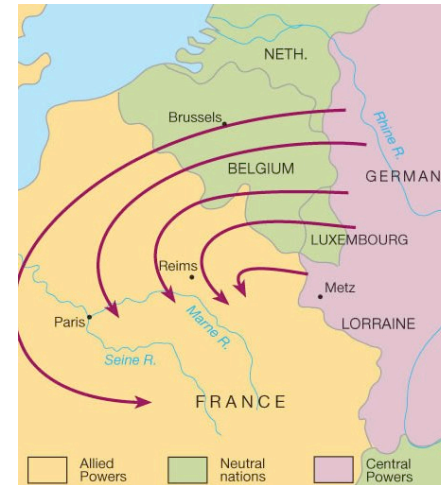 NETH.
Brussels
Rhine R.
BELGIUM
GERMAN
LUXEMBOURG
Reims
Metz
Marne R.
Paris
LORRAINE
Seine R.
FRANCE
Allied
Powers
Neutral
nations
Central
Powers